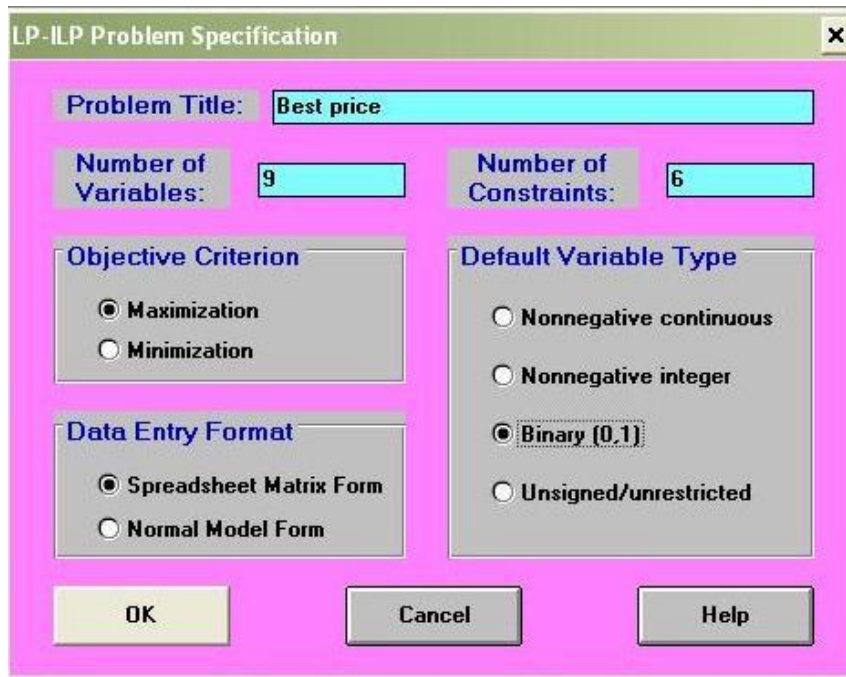 LP-ILP Problem Specification
Problem Title: Best price
Number of Variables: 9
Number of Constraints: 6
Objective Criterion
Maximization
Minimization
Data Entry Format
Spreadsheet Matrix Form
Normal Model Form
Default Variable Type
Nonnegative continuous
Nonnegative integer
Binary (0,1)
Unsigned/unrestricted
OK
Cancel
Help